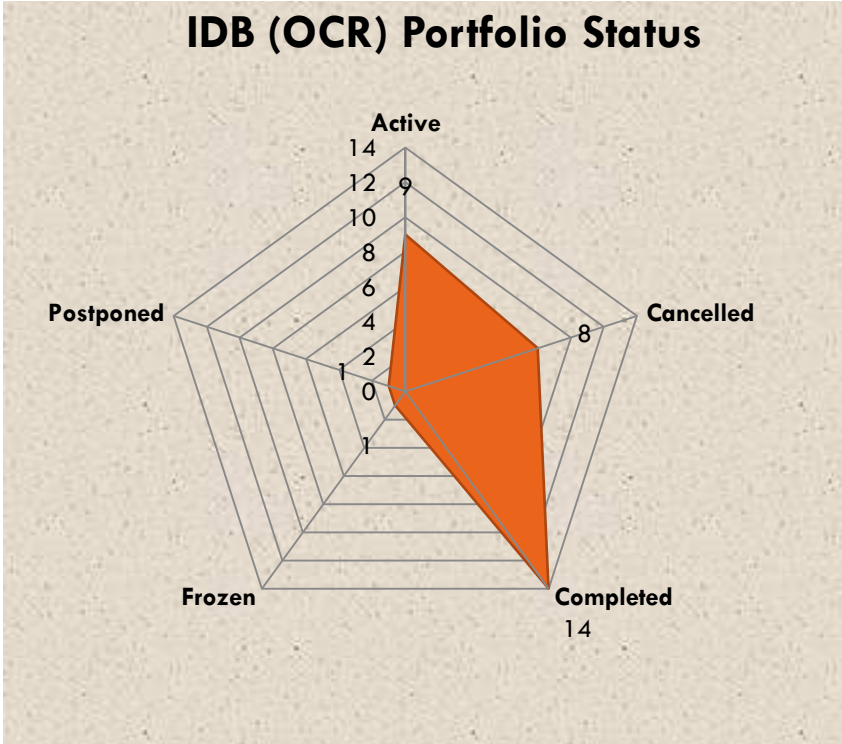 IDB (OCR) Portfolio Status
Active
14
12
9
10
8
6
4
2
0
Cancelled
8
Postponed
1
1
Frozen
Completed
14